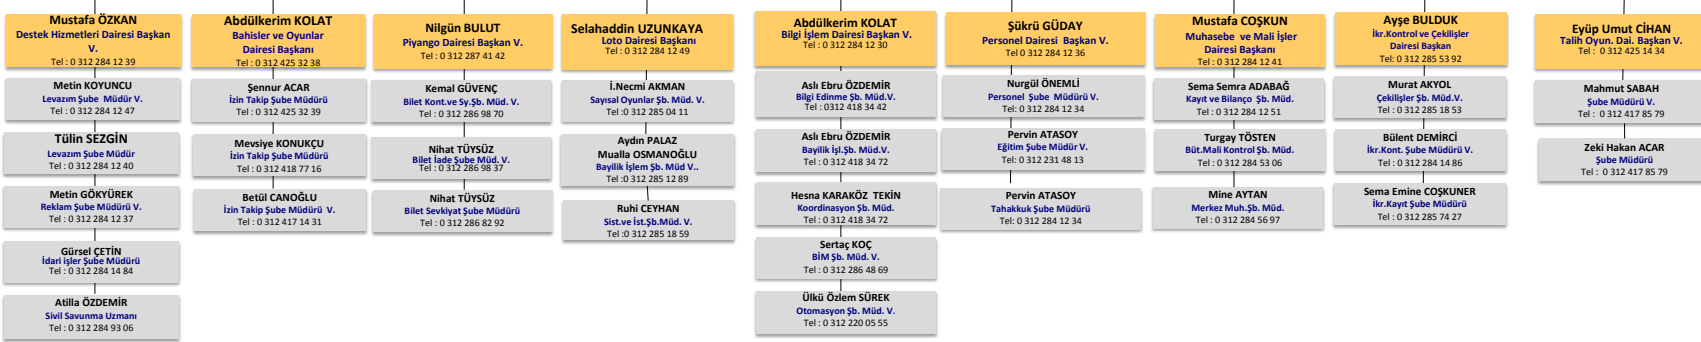 Mustafa ÖZKAN
Destek Hizmetleri Dairesi Başkan
V.
Tel : 0 312 284 12 39
Metin KOYUNCU
Levazım Şube Müdür V.
Tel : 0 312 284 12 47
Tülin SEZGİN
Levazım Şube Müdür
Tel : 0 312 284 12 40
Metin GÖKYÜREK
Reklam Şube Müdürü V.
Tel : 0 312 284 12 37
Gürsel ÇETİN
İdari işler Şube Müdürü
Tel : 0 312 284 14 84
Atilla ÖZDEMİR
Sivil Savunma Uzmanı
Tel : 0 312 284 93 06
Abdülkerim KOLAT
Bahisler ve Oyunlar
Dairesi Başkanı
Tel : 0 312 425 32 38
Şennur ACAR
İzin Takip Şube Müdürü
Tel : 0 312 425 32 39
Mevsiye KONUKÇU
İzin Takip Şube Müdürü
Tel : 0 312 418 77 16
Betül CANOĞLU
İzin Takip Şube Müdürü V.
Tel : 0 312 417 14 31
Nilgün BULUT
Piyango Dairesi Başkan V.
Tel : 0 312 287 41 42
Kemal GÜVENÇ
Bilet Kont.ve Sy.Şb. Müd. V.
Tel : 0 312 286 98 70
Nihat TÜYSÜZ
Bilet İade Şube Müd. V.
Tel : 0 312 286 98 37
Nihat TÜYSÜZ
Bilet Sevkiyat Şube Müdürü
Tel : 0 312 286 82 92
Selahaddin UZUNKAYA
Loto Dairesi Başkanı
Tel : 0 312 284 12 49
İ.Necmi AKMAN
Sayısal Oyunlar Şb. Müd. V.
Tel :0 312 285 04 11
Aydın PALAZ
Mualla OSMANOĞLU
Bayilik İşlem Şb. Müd V..
Tel :0 312 285 12 89
Ruhi CEYHAN
Sist.ve İst.Şb.Müd. V.
Tel :0 312 285 18 59
Abdülkerim KOLAT
Bilgi İşlem Dairesi Başkan V.
Tel : 0 312 284 12 30
Aslı Ebru ÖZDEMİR
Bilgi Edinme Şb. Müd.V.
Tel : 0312 418 34 42
Aslı Ebru ÖZDEMİR
Bayilik İşl.Şb. Müd.V.
Tel : 0 312 418 34 72
Hesna KARAKÖZ TEKİN
Koordinasyon Şb. Müd.
Tel : 0 312 418 34 72
Sertaç KOÇ
BİM Şb. Müd. V.
Tel : 0 312 286 48 69
Ülkü Özlem SÜREK
Otomasyon Şb. Müd. V.
Tel : 0 312 220 05 55
Şükrü GÜDAY
Personel Dairesi Başkan V.
Tel 0 312 284 12 36
Nurgül ÖNEMLİ
Personel Şube Müdürü V.
Tel : 0 312 284 12 34
Pervin ATASOY
Eğitim Şube Müdür V.
Tel: 0 312 231 48 13
Pervin ATASOY
Tahakkuk Şube Müdürü
Tel: 0 312 284 12 34
Mustafa COŞKUN
Muhasebe ve Mali İşler
Dairesi Başkanı
Tel : 0 312 284 12 41
Sema Semra ADABAĞ
Kayıt ve Bilanço Şb. Müd.
Tel : 0 312 284 12 51
Turgay TÖSTEN
Büt.Mali Kontrol Şb. Müd.
Tel : 0 312 284 53 06
Mine AYTAN
Merkez Muh.Şb. Müd.
Tel : 0 312 284 56 97
Ayşe BULDUK
İkr.Kontrol ve Çekilişler
Dairesi Başkan
Tel: 0 312 285 53 92
Murat AKYOL
Çekilişler Şb. Müd.V.
Tel : 0 312 285 18 53
Bülent DEMİRCİ
İkr.Kont. Şube Müdürü V.
Tel : 0 312 284 14 86
Sema Emine COŞKUNER
İkr.Kayıt Şube Müdürü
Tel : 0 312 285 74 27
Eyüp Umut CİHAN
Talih Oyun. Dai. Başkan V.
Tel : 0 312 425 14 34
Mahmut SABAH
Şube Müdürü V.
Tel : 0 312 417 85 79
Zeki Hakan ACAR
Şube Müdürü
Tel : 0 312 417 85 79